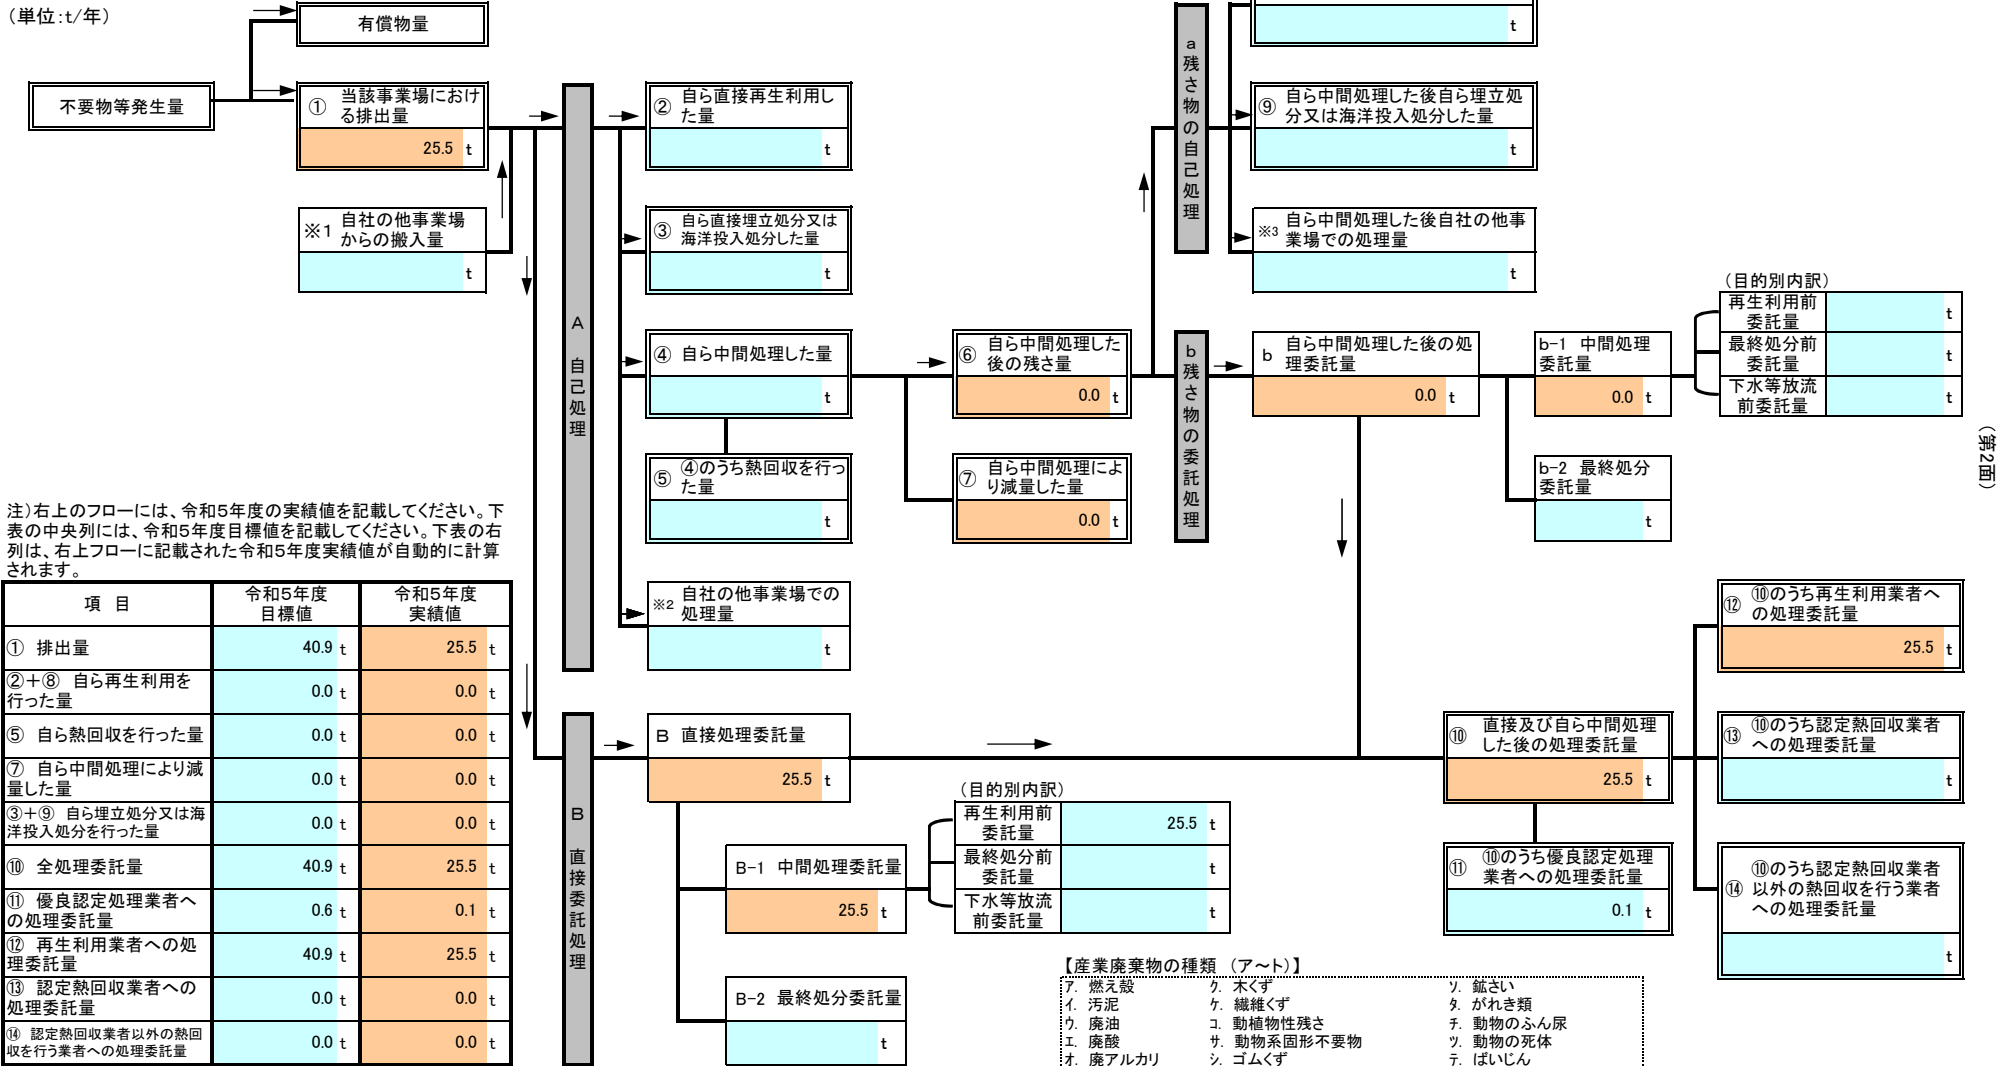 （単位：t/年）
有償物量
不要物等発生量
① 当該事業場におけ
る排出量
25.5 t
※1 自社の他事業場
からの搬入量
t
A 自己処理
② 自ら直接再生利用し
た量
t
③ 自ら直接埋立処分又は
海洋投入処分した量
t
④ 自ら中間処理した量
t
⑤ ④のうち熱回収を行っ
た量
t
※2 自社の他事業場での
処理量
t
⑥ 自ら中間処理した
後の残さ量
0.0 t
⑦ 自ら中間処理によ
り減量した量
0.0 t
a 残さ物の自己処理
t
⑨ 自ら中間処理した後自ら埋立処
分又は海洋投入処分した量
t
※3 自ら中間処理した後自社の他事
業場での処理量
t
b 残さ物の委託処理
b 自ら中間処理した後の処
理委託量
0.0 t
b-1 中間処理
委託量
0.0 t
b-2 最終処分
委託量
t
（目的別内訳）
再生利用前
委託量
t
最終処分前
委託量
t
下水等放流
前委託量
t
（第2面）
注）右上のフローには、令和5年度の実績値を記載してください。下
表の中央列には、令和5年度目標値を記載してください。下表の右
列は、右上フローに記載された令和5年度実績値が自動的に計算
されます。
項 目 令和5年度 目標値 令和5年度 実績値
① 排出量 40.9 t 25.5 t
②＋⑧ 自ら再生利用を
行った量 0.0 t 0.0 t
⑤ 自ら熱回収を行った量 0.0 t 0.0 t
⑦ 自ら中間処理により減
量した量 0.0 t 0.0 t
③＋⑨ 自ら埋立処分又は海
洋投入処分を行った量 0.0 t 0.0 t
⑩ 全処理委託量 40.9 t 25.5 t
⑪ 優良認定処理業者へ
の処理委託量 0.6 t 0.1 t
⑫ 再生利用業者への処
理委託量 40.9 t 25.5 t
⑬ 認定熱回収業者への
処理委託量 0.0 t 0.0 t
⑭ 認定熱回収業者以外の熱回
収を行う業者への処理委託量 0.0 t 0.0 t
B 直接委託処理
B 直接処理委託量
25.5 t
B-1 中間処理委託量
25.5 t
B-2 最終処分委託量
t
（目的別内訳）
再生利用前
委託量
25.5 t
最終処分前
委託量
t
下水等放流
前委託量
t
⑩ 直接及び自ら中間処理
した後の処理委託量
25.5 t
⑪ ⑩のうち優良認定処理
業者への処理委託量
0.1 t
⑫ ⑩のうち再生利用業者へ
の処理委託量
25.5 t
⑬ ⑩のうち認定熱回収業者
への処理委託量
t
⑭ ⑩のうち認定熱回収業者
以外の熱回収を行う業者
への処理委託量
t
【産業廃棄物の種類 （ア～ト）】
ア. 燃え殻 ク. 木くず ソ. 鉱さい
イ. 汚泥 ケ. 繊維くず タ. がれき類
ウ. 廃油 コ. 動植物性残さ チ. 動物のふん尿
エ. 廃酸 サ. 動物系固形不要物 ツ. 動物の死体
オ. 廃アルカリ シ. ゴムくず テ. ばいじん